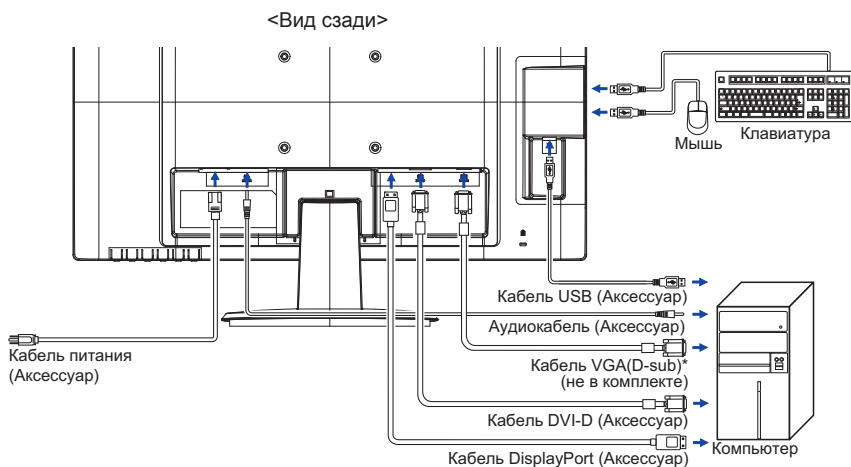 <Вид сзади>
Мышь
Клавиатура
Кабель USB (Аксессуар)
Аудиокабель (Аксессуар)
Кабель питания
(Аксессуар)
Кабель VGA(D-sub)*
(не в комплекте)
Кабель DVI-D (Аксессуар)
Компьютер
Кабель DisplayPort (Аксессуар)